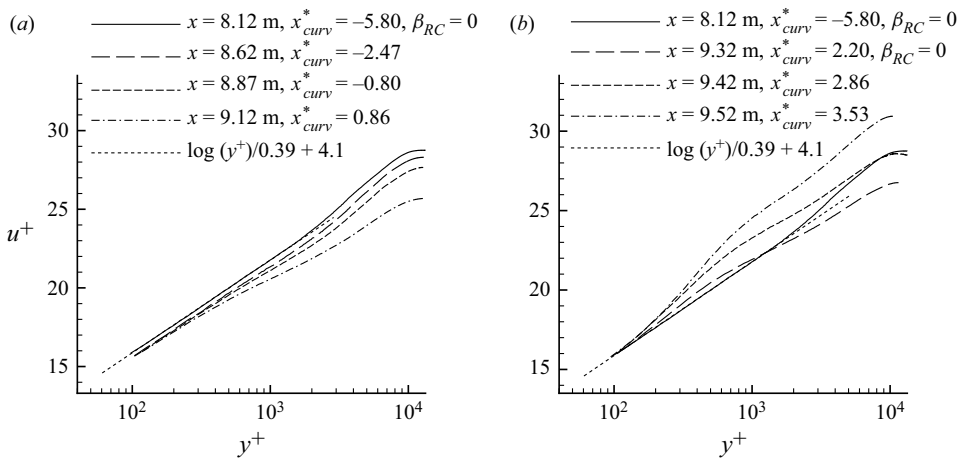 (a)
x = 8.12 m, x*curv = –5.80, βRC = 0
x = 8.62 m, x*curv = –2.47
x = 8.87 m, x*curv = –0.80
x = 9.12 m, x*curv = 0.86
log (y+)/0.39 + 4.1
30
25
20
15
u+
10²
10³
10⁴
y+
(b)
x = 8.12 m, x*curv = –5.80, βRC = 0
x = 9.32 m, x*curv = 2.20, βRC = 0
x = 9.42 m, x*curv = 2.86
x = 9.52 m, x*curv = 3.53
log (y+)/0.39 + 4.1
30
25
20
15
10²
10³
10⁴
y+